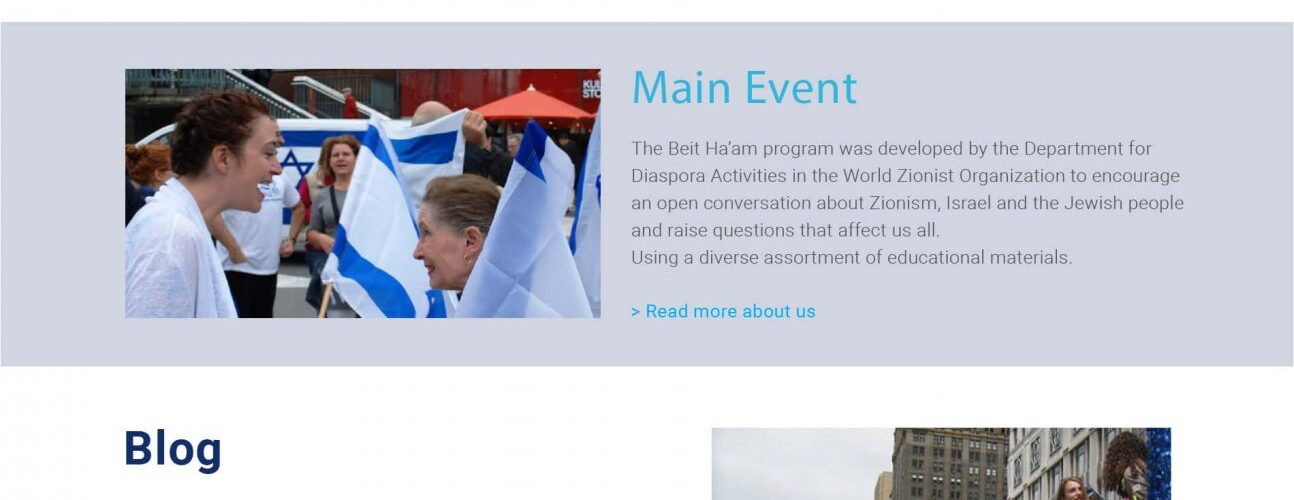 Main Event
The Beit Ha'am program was developed by the Department for
Diaspora Activities in the World Zionist Organization to encourage
an open conversation about Zionism, Israel and the Jewish people
and raise questions that affect us all.
Using a diverse assortment of educational materials.
> Read more about us
Blog